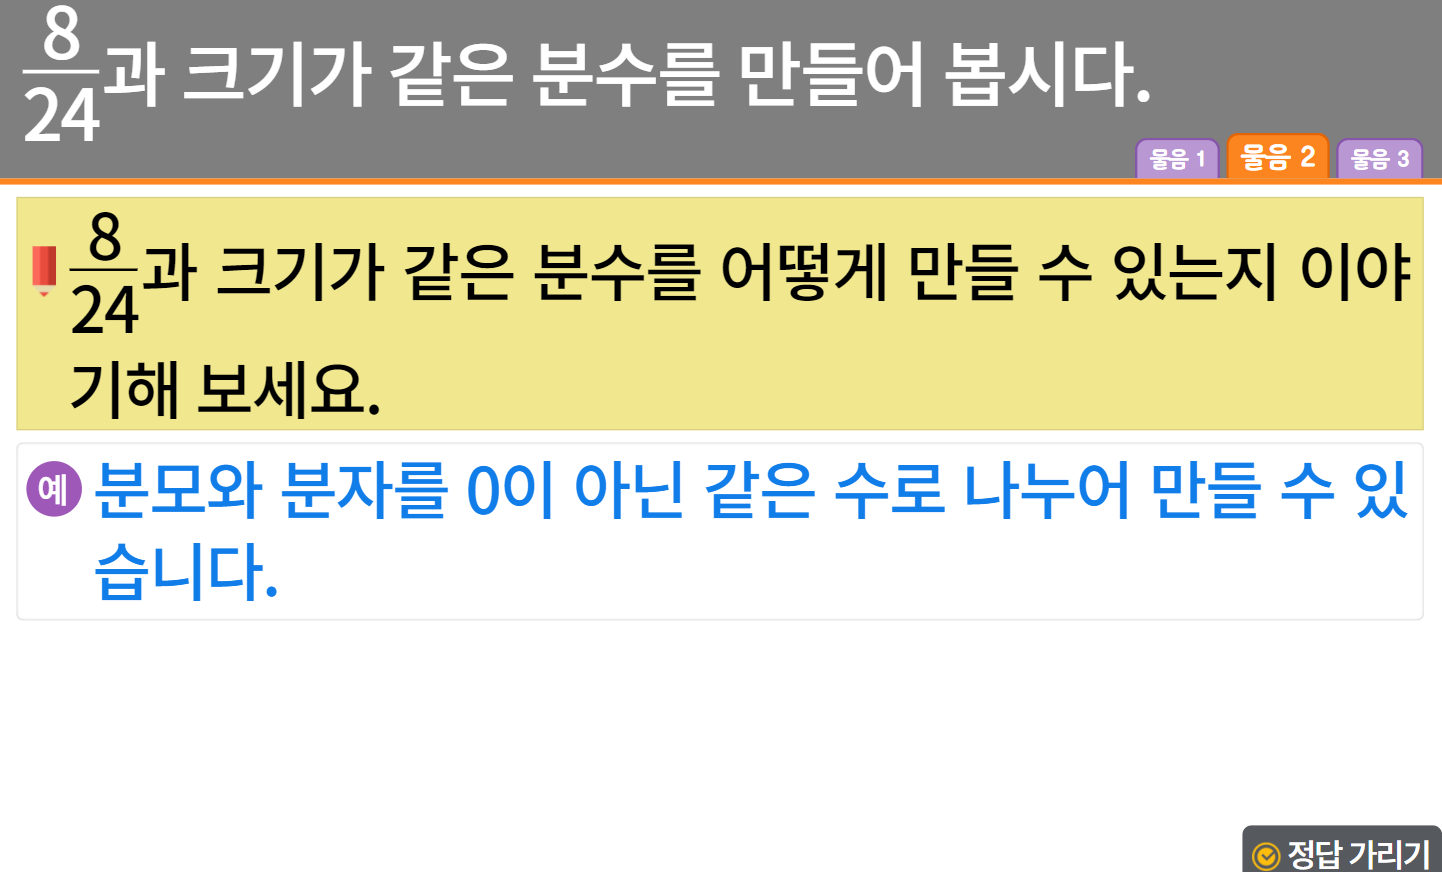 8/24과 크기가 같은 분수를 만들어 봅시다.
물음 1 물음 2 물음 3
8/24과 크기가 같은 분수를 어떻게 만들 수 있는지 이야
기해 보세요.
예 분모와 분자를 0이 아닌 같은 수로 나누어 만들 수 있
습니다.
정답 가리기